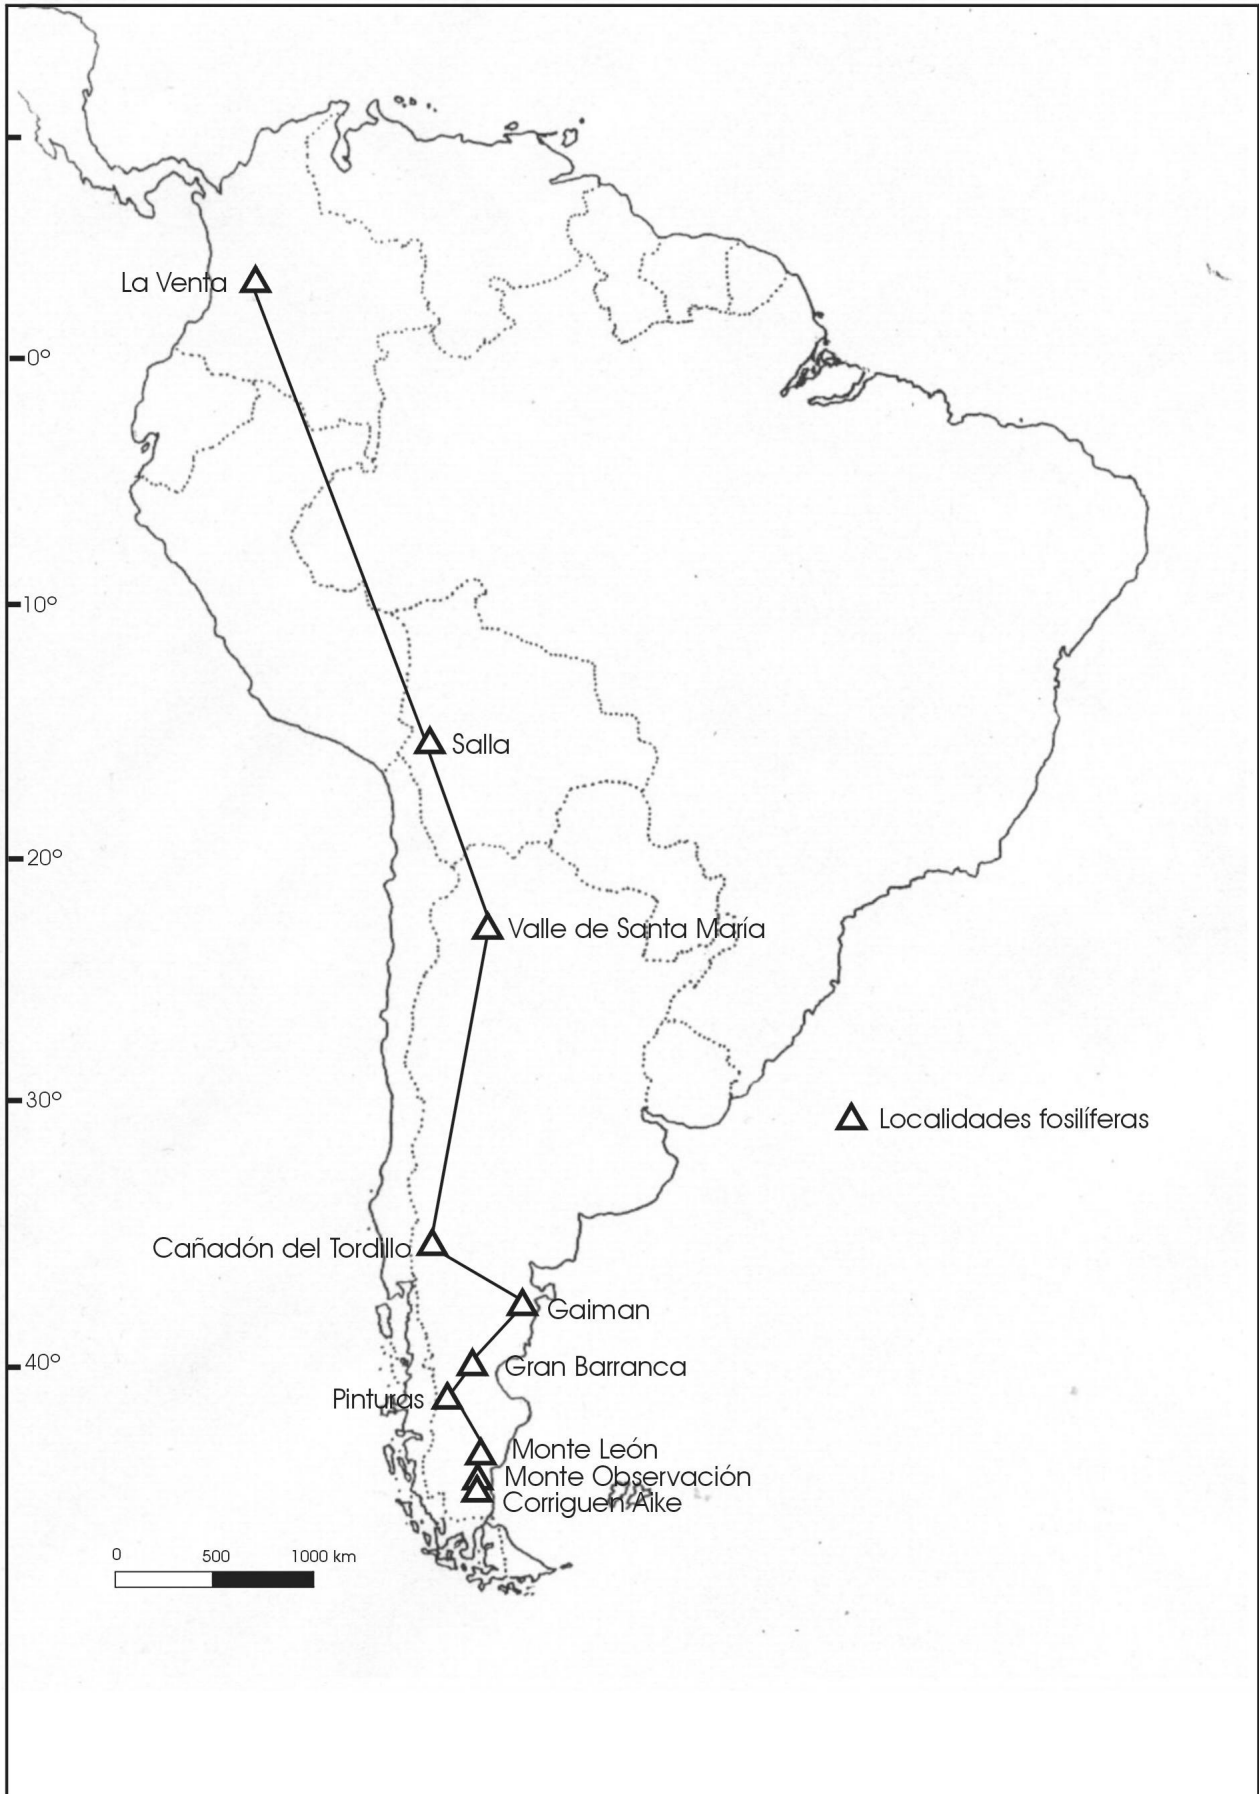 La Venta
0°
10°
Salla
20°
Valle de Santa María
30°
Localidades fosilíferas
Cañadón del Tordillo
Gaiman
40°
Gran Barranca
Pinturas
Monte León
Monte Observación
Corriguen Aike
0 500 1000 km